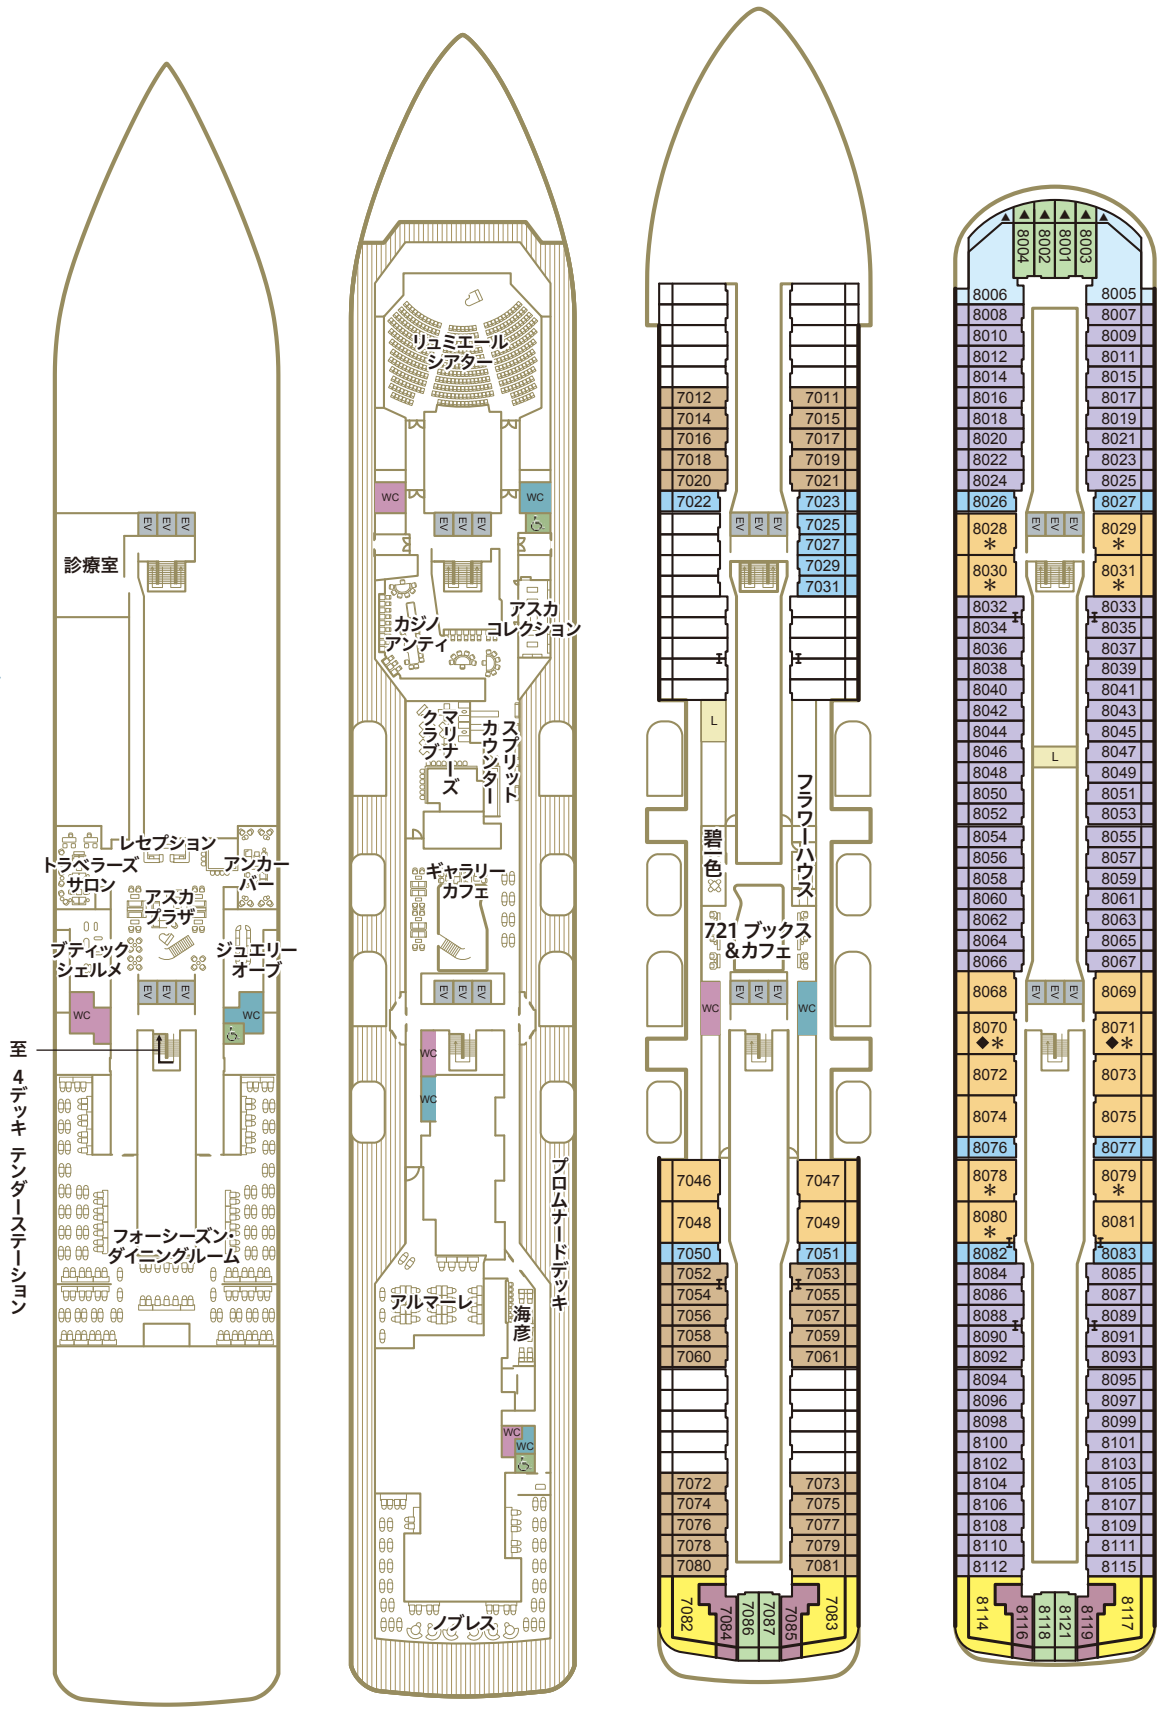 EV EV EV
診療室
レセプション
トラベラーズ
サロン
アンカー
バー
アスカ
プラザ
ブティック
シェルメ
ジュエリー
オーブ
EV EV EV
WC
WC
至 4デッキ テンダーステーション
フォーシーズン・
ダイニングルーム
リュミエール
シアター
WC
WC
EV EV EV
カジノ
アンティ
アスカ
コレクション
マリナーズ
クラブ
スプリット
カウンター
ギャラリー
カフェ
EV EV EV
WC
WC
プロムナードデッキ
アルマーレ
海彦
WC
WC
ノブレス
7012 7011
7014 7015
7016 7017
7018 7019
7020 7021
7022 7023
EV EV EV
7025
7027
7029
7031
L
フラワーハウス
碧一色
721 ブックス
&カフェ
EV EV EV
WC
WC
7046 7047
7048 7049
7050 7051
7052 7053
7054 7055
7056 7057
7058 7059
7060 7061
7072 7073
7074 7075
7076 7077
7078 7079
7080 7081
7082 7084 7086 7087 7085 7083
▲ ▲ ▲ ▲ ▲ ▲
8004 8002 8001 8003
8006 8005
8008 8007
8010 8009
8012 8011
8014 8015
8016 8017
8018 8019
8020 8021
8022 8023
8024 8025
8026 8027
8028 8029
＊ ＊
EV EV EV
8030 8031
＊ ＊
8032 8033
8034 8035
8036 8037
8038 8039
8040 8041
8042 8043
8044 8045
8046 L 8047
8048 8049
8050 8051
8052 8053
8054 8055
8056 8057
8058 8059
8060 8061
8062 8063
8064 8065
8066 8067
8068 EV EV EV 8069
8070 8071
◆＊ ◆＊
8072 8073
8074 8075
8076 8077
8078 8079
＊ ＊
8080 8081
＊
8082 8083
8084 8085
8086 8087
8088 8089
8090 8091
8092 8093
8094 8095
8096 8097
8098 8099
8100 8101
8102 8103
8104 8105
8106 8107
8108 8109
8110 8111
8112 8115
8114 8116 8118 8121 8119 8117